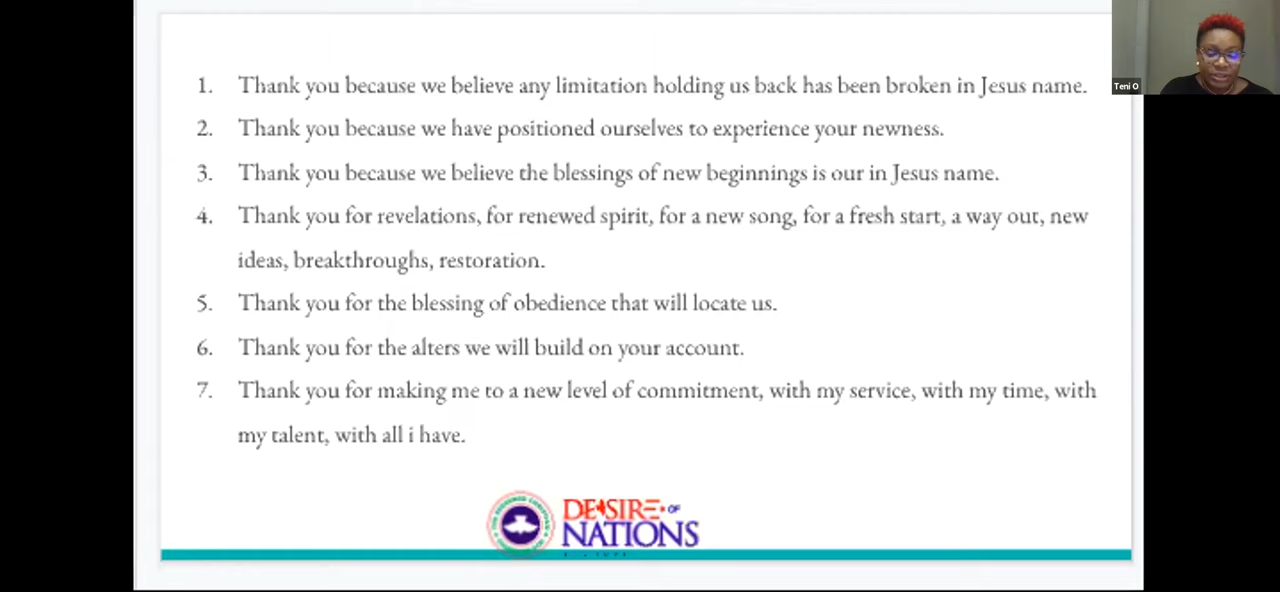 1. Thank you because we believe any limitation holding us back has been broken in Jesus name.
Teni O
2. Thank you because we have positioned ourselves to experience your newness.
3. Thank you because we believe the blessings of new beginnings is our in Jesus name.
4. Thank you for revelations, for renewed spirit, for a new song, for a fresh start, a way out, new
ideas, breakthroughs, restoration.
5. Thank you for the blessing of obedience that will locate us.
6. Thank you for the alters we will build on your account.
7. Thank you for making me to a new level of commitment, with my service, with my time, with
my talent, with all i have.
DESIRE OF
NATIONS